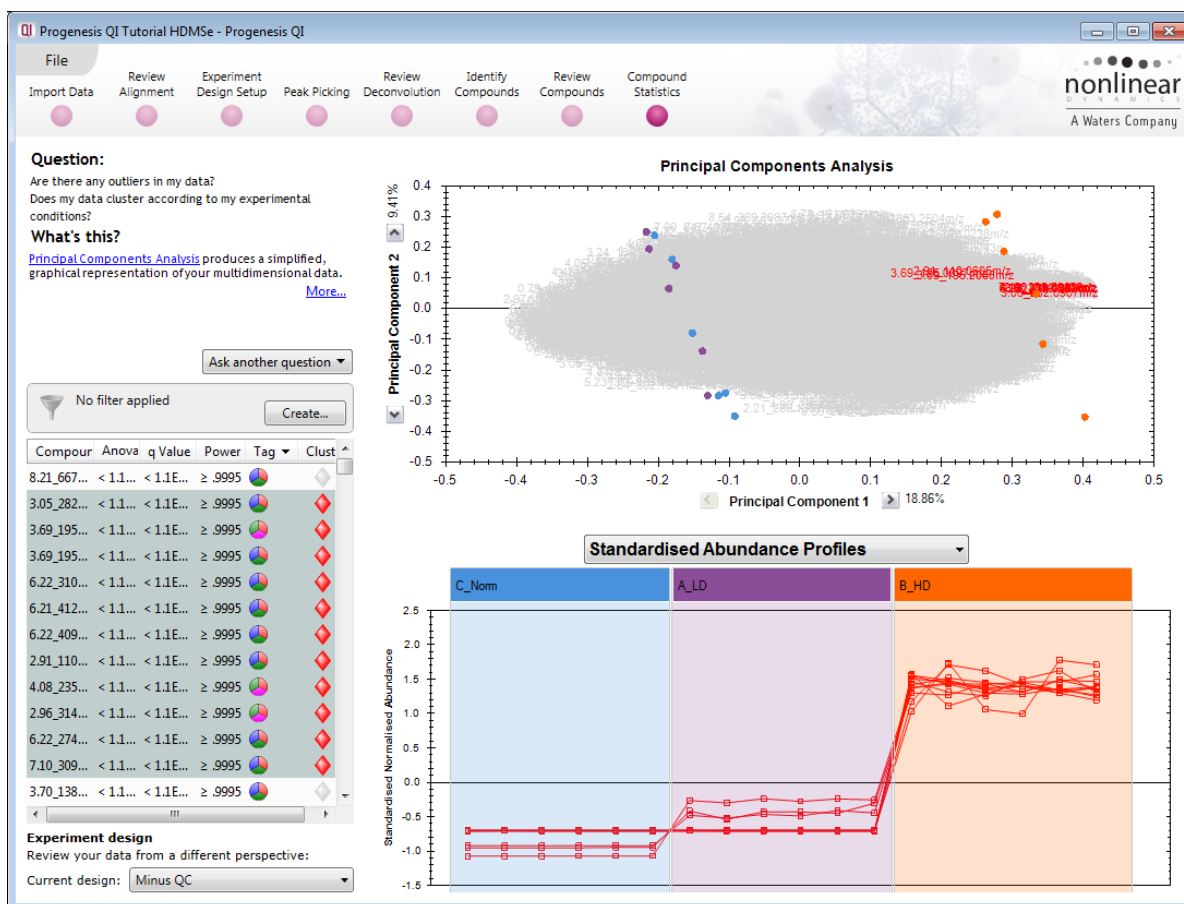 Progenesis QI Tutorial HDMSe - Progenesis QI
File
Import Data
Review Alignment
Experiment Design Setup
Peak Picking
Review Deconvolution
Identify Compounds
Review Compounds
Compound Statistics
nonlinear
DYNAMICS
A Waters Company
Question:
Are there any outliers in my data?
Does my data cluster according to my experimental
conditions?
What's this?
Principal Components Analysis produces a simplified,
graphical representation of your multidimensional data.
More...
Ask another question
No filter applied
Create...
Compour Anova q Value Power Tag Clust
8.21_667... < 1.1... < 1.1E... ≥ .9995
3.05_282... < 1.1... < 1.1E... ≥ .9995
3.69_195... < 1.1... < 1.1E... ≥ .9995
3.69_195... < 1.1... < 1.1E... ≥ .9995
6.22_310... < 1.1... < 1.1E... ≥ .9995
6.21_412... < 1.1... < 1.1E... ≥ .9995
6.22_409... < 1.1... < 1.1E... ≥ .9995
2.91_110... < 1.1... < 1.1E... ≥ .9995
4.08_235... < 1.1... < 1.1E... ≥ .9995
2.96_314... < 1.1... < 1.1E... ≥ .9995
6.22_274... < 1.1... < 1.1E... ≥ .9995
7.10_309... < 1.1... < 1.1E... ≥ .9995
3.70_138... < 1.1... < 1.1E... ≥ .9995
Experiment design
Review your data from a different perspective:
Current design: Minus QC
Principal Components Analysis
9.41%
Principal Component 2
0.4
0.3
0.2
0.1
0.0
-0.1
-0.2
-0.3
-0.4
-0.5
-0.5 -0.4 -0.3 -0.2 -0.1 0.0 0.1 0.2 0.3 0.4 0.5
Principal Component 1 18.86%
Standardised Abundance Profiles
C_Norm A_LD B_HD
Standardised Normalised Abundance
2.5
2.0
1.5
1.0
0.5
0.0
-0.5
-1.0
-1.5